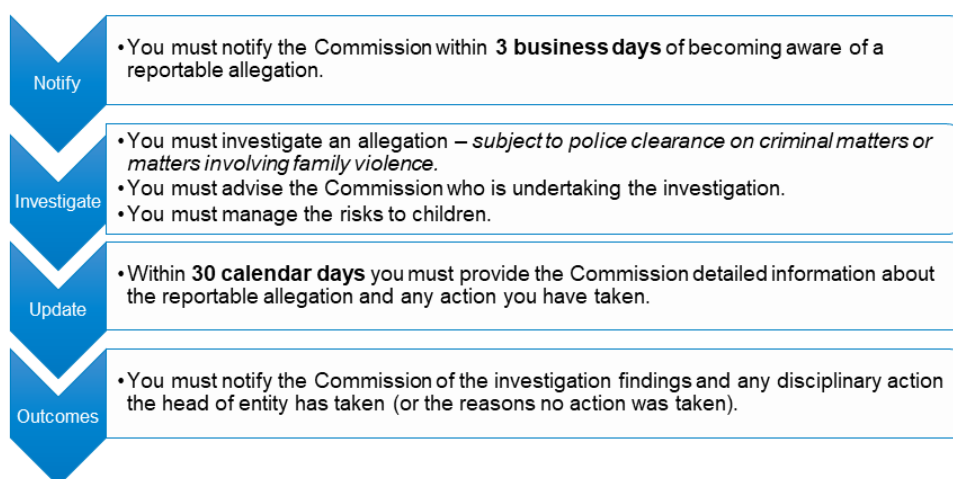 Notify
•You must notify the Commission within 3 business days of becoming aware of a
reportable allegation.
Investigate
•You must investigate an allegation – subject to police clearance on criminal matters or
matters involving family violence.
•You must advise the Commission who is undertaking the investigation.
•You must manage the risks to children.
Update
•Within 30 calendar days you must provide the Commission detailed information about
the reportable allegation and any action you have taken.
Outcomes
•You must notify the Commission of the investigation findings and any disciplinary action
the head of entity has taken (or the reasons no action was taken).